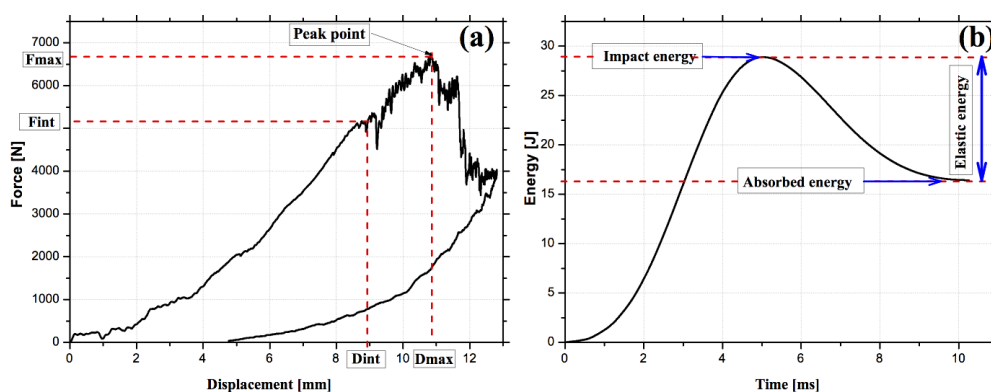 (a)
Peak point
Fmax
Fint
7000
6000
5000
4000
3000
2000
1000
0
Force [N]
0 2 4 6 8 10 12
Dint Dmax
Displacement [mm]
(b)
Impact energy
Absorbed energy
Elastic energy
30
25
20
15
10
5
0
Energy [J]
0 2 4 6 8 10
Time [ms]